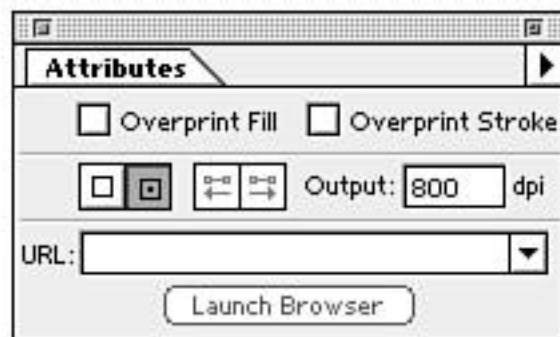 Attributes
Overprint Fill Overprint Stroke
Output: 800 dpi
URL:
Launch Browser